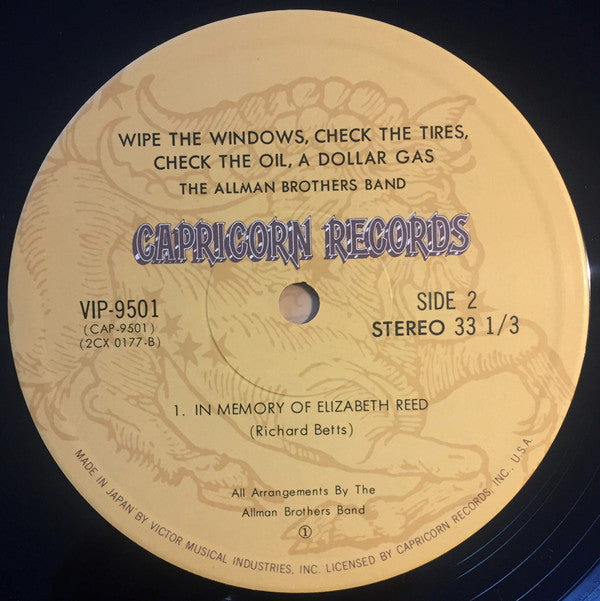 WIPE THE WINDOWS, CHECK THE TIRES,
CHECK THE OIL, A DOLLAR GAS
THE ALLMAN BROTHERS BAND
CAPRICORN RECORDS
VIP-9501
(CAP-9501)
(2CX 0177-B)
SIDE 2
STEREO 33 1/3
1. IN MEMORY OF ELIZABETH REED
(Richard Betts)
All Arrangements By The
Allman Brothers Band
①
MADE IN JAPAN BY VICTOR MUSICAL INDUSTRIES, INC. LICENSED BY CAPRICORN RECORDS, INC., U.S.A.